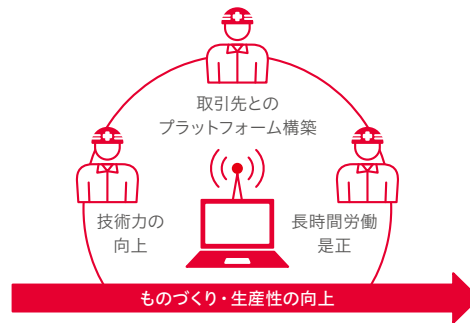 取引先との
プラットフォーム構築
技術力の
向上
長時間労働
是正
ものづくり・生産性の向上